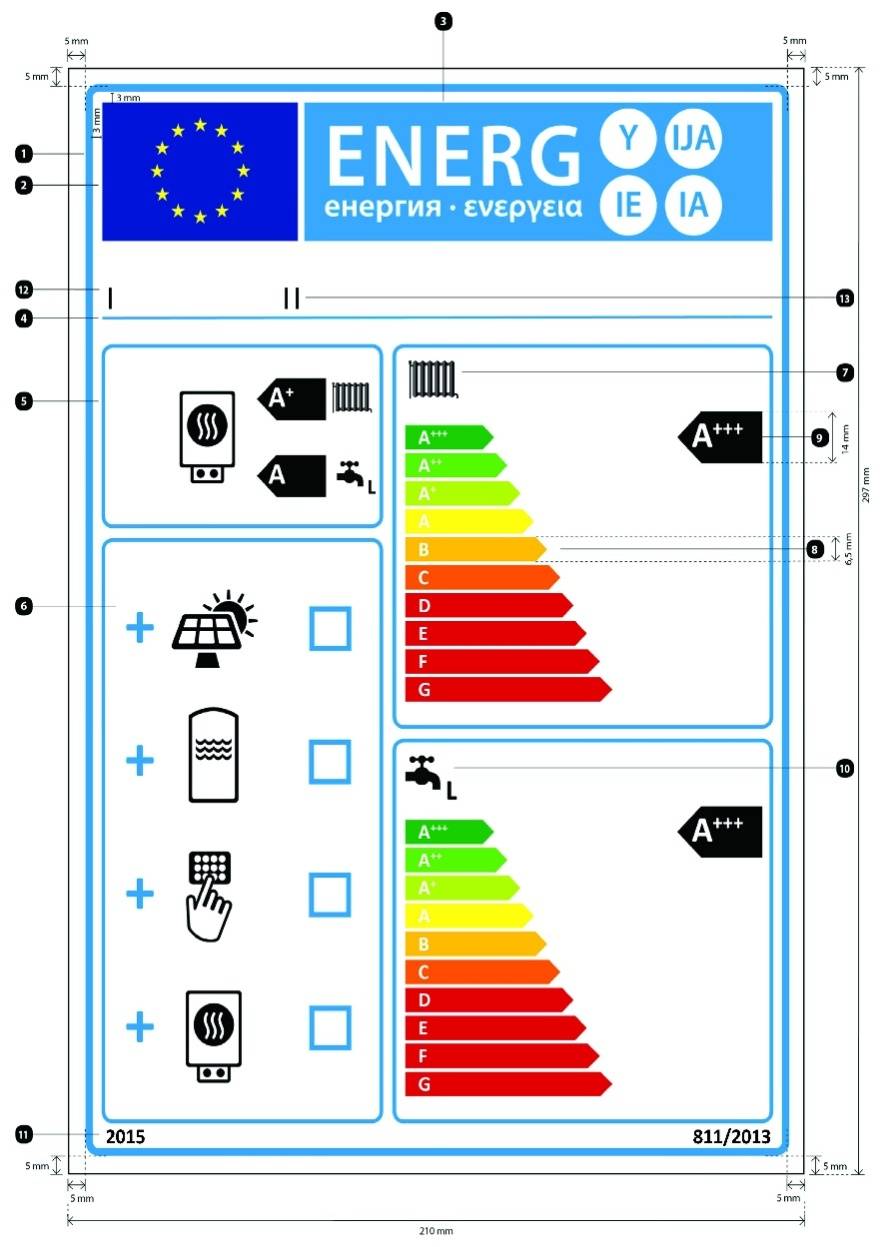 3
5 mm
5 mm
5 mm
5 mm
3 mm
3 mm
1
2
ENERG
енергия · ενεργεια
Y
IJA
IE
IA
12
I
II
13
4
5
A+
A
L
7
A+++
A++
A+
A
B
C
D
E
F
G
A+++
9
14 mm
8
6,5 mm
297 mm
6
10
L
A+++
A++
A+
A
B
C
D
E
F
G
A+++
11
2015
811/2013
5 mm
5 mm
5 mm
5 mm
210 mm